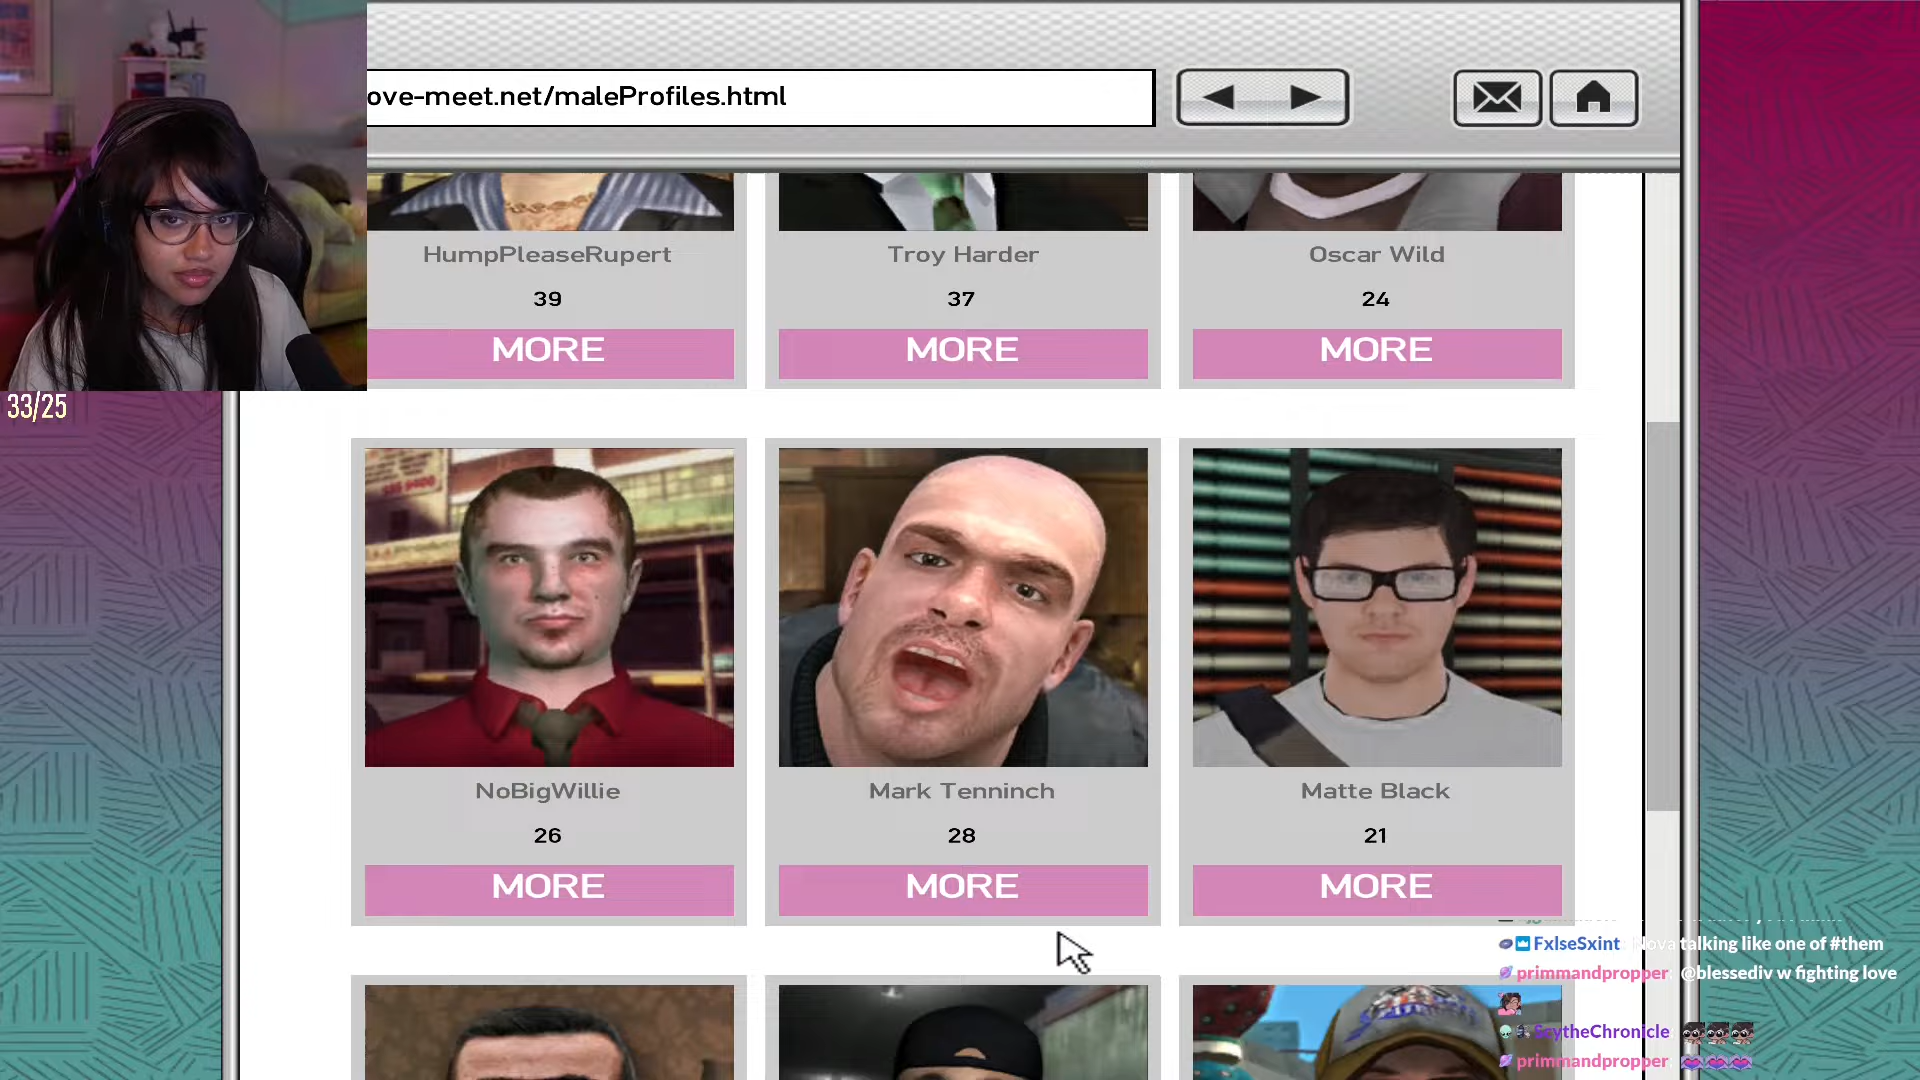 ove-meet.net/maleProfiles.html
HumpPleaseRupert
Troy Harder
Oscar Wild
39
37
24
MORE
MORE
MORE
33/25
NoBigWillie
Mark Tenninch
Matte Black
26
28
21
MORE
MORE
MORE
FxlseSxint: Nova talking like one of #them
primmandpropper: @blessediv w fighting love
ScytheChronicle
primmandpropper